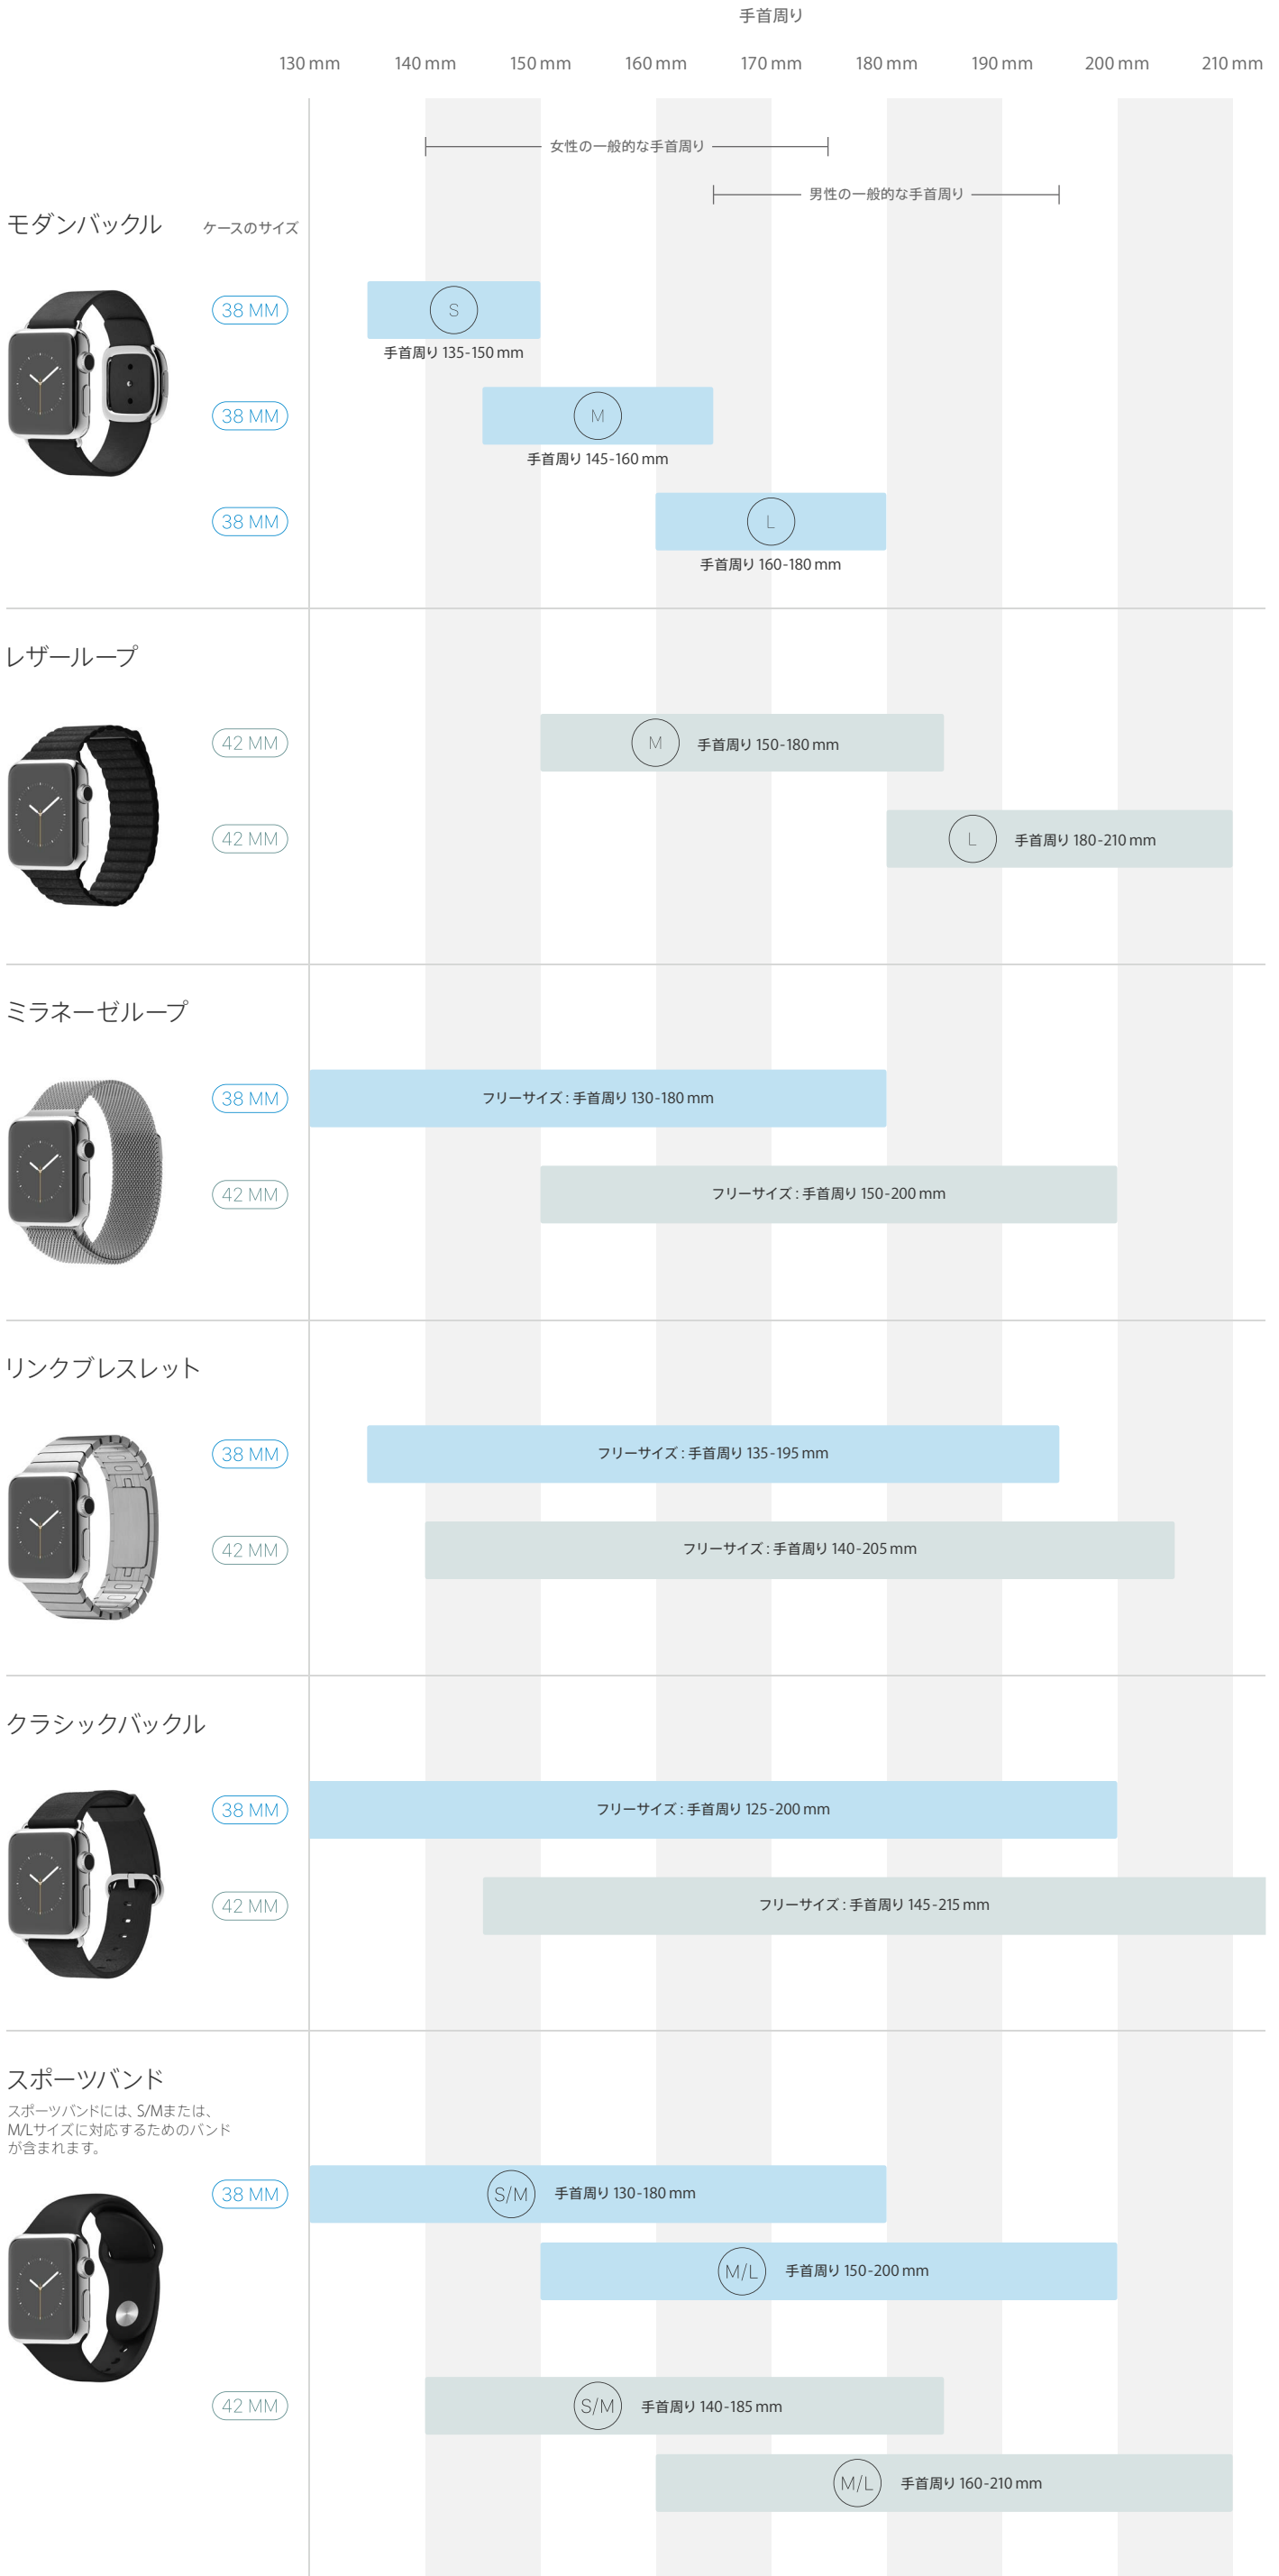 手首周り
130 mm 140 mm 150 mm 160 mm 170 mm 180 mm 190 mm 200 mm 210 mm
女性の一般的な手首周り
男性の一般的な手首周り
モダンバックル ケースのサイズ
38 MM S
手首周り 135-150 mm
38 MM M
手首周り 145-160 mm
38 MM L
手首周り 160-180 mm
レザーループ
42 MM M 手首周り 150-180 mm
42 MM L 手首周り 180-210 mm
ミラネーゼループ
38 MM フリーサイズ : 手首周り 130-180 mm
42 MM フリーサイズ : 手首周り 150-200 mm
リンクブレスレット
38 MM フリーサイズ : 手首周り 135-195 mm
42 MM フリーサイズ : 手首周り 140-205 mm
クラシックバックル
38 MM フリーサイズ : 手首周り 125-200 mm
42 MM フリーサイズ : 手首周り 145-215 mm
スポーツバンド
スポーツバンドには、S/Mまたは、
M/Lサイズに対応するためのバンド
が含まれます。
38 MM S/M 手首周り 130-180 mm
M/L 手首周り 150-200 mm
42 MM S/M 手首周り 140-185 mm
M/L 手首周り 160-210 mm